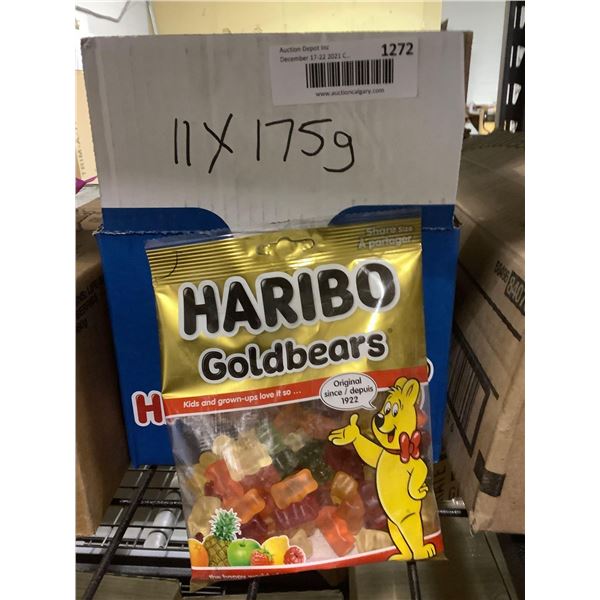 Auction Depot Inc
December 17-22 2021 C...
1272
www.auctioncalgary.com
11 X 175g
Share Size
À partager
HARIBO
Goldbears
Kids and grown-ups love it so ...
Original
since / depuis
1922
H